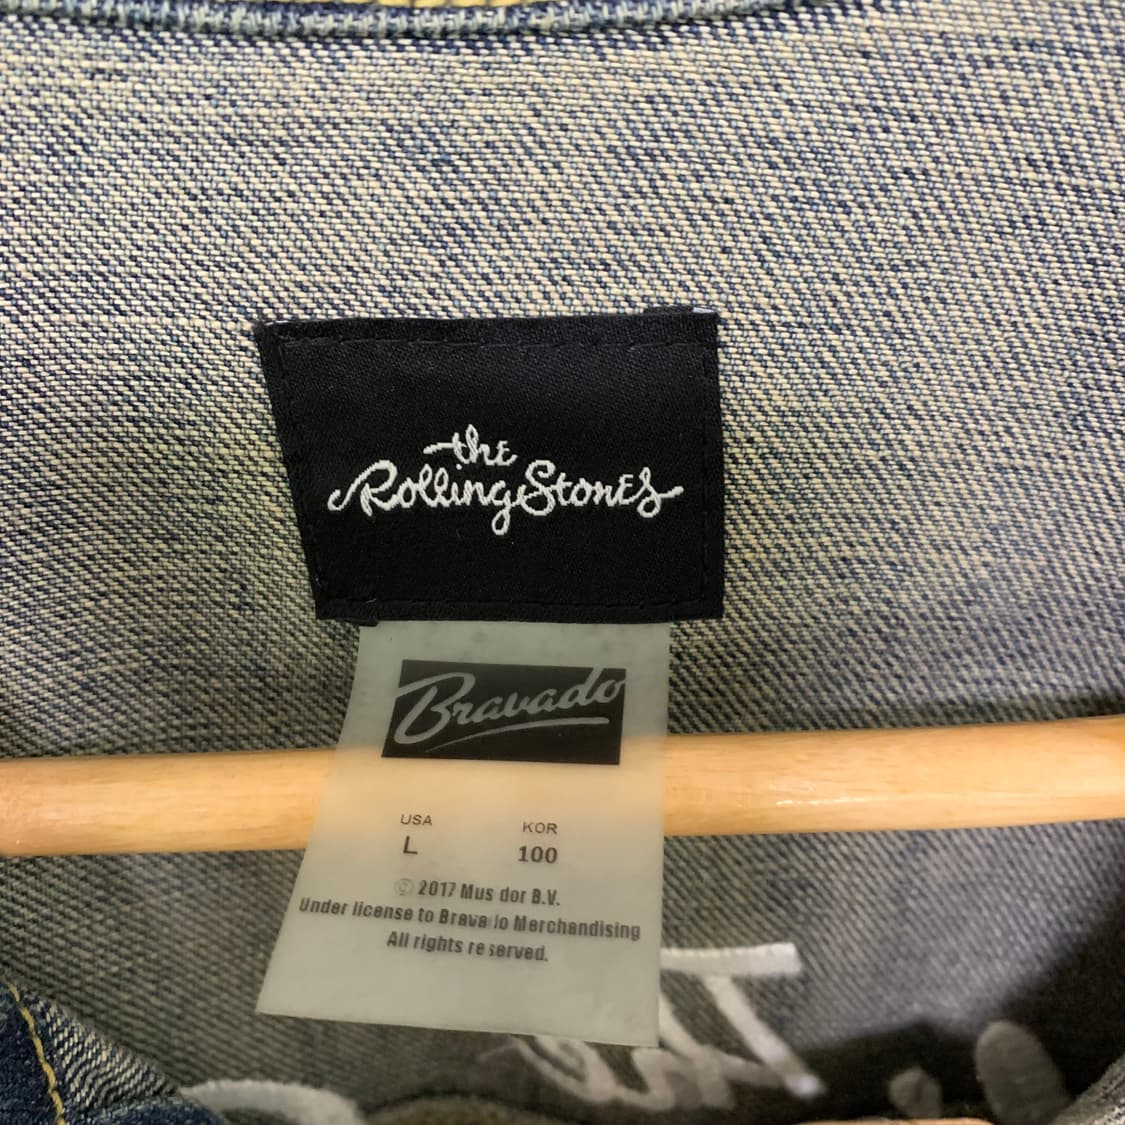 the
Rolling Stones
Bravado
USA KOR
L 100
© 2017 Mus dor B.V.
Under license to Bravado Merchandising
All rights reserved.